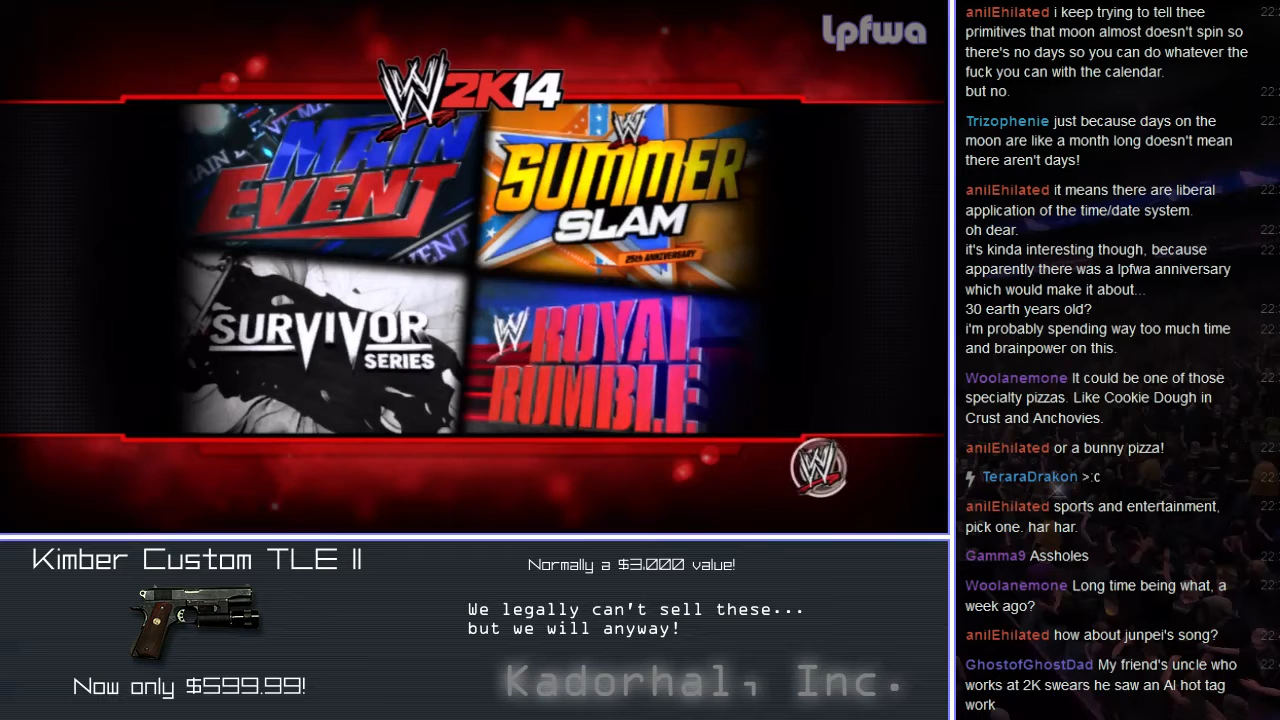 lpfwa
W 2K14
MAIN
EVENT
W
SUMMER
SLAM
25TH ANNIVERSARY
SURVIVOR
SERIES
W ROYAL
RUMBLE
W
Kimber Custom TLE II
Now only $599.99!
Normally a $3,000 value!
We legally can't sell these...
but we will anyway!
Kadorhal, Inc.
anilEhilated i keep trying to tell thee
primitives that moon almost doesn't spin so
there's no days so you can do whatever the
fuck you can with the calendar.
but no.
Trizophenie just because days on the
moon are like a month long doesn't mean
there aren't days!
anilEhilated it means there are liberal
application of the time/date system.
oh dear.
it's kinda interesting though, because
apparently there was a lpfwa anniversary
which would make it about...
30 earth years old?
i'm probably spending way too much time
and brainpower on this.
Woolanemone It could be one of those
specialty pizzas. Like Cookie Dough in
Crust and Anchovies.
anilEhilated or a bunny pizza!
TeraraDrakon >:c
anilEhilated sports and entertainment,
pick one. har har.
Gamma9 Assholes
Woolanemone Long time being what, a
week ago?
anilEhilated how about junpei's song?
GhostofGhostDad My friend's uncle who
works at 2K swears he saw an AI hot tag
work